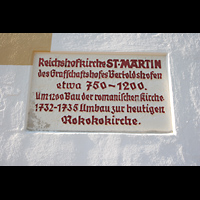 Reichshofkirche ST·MARTIN
des Grafschaftshofes Bertoldshofen
etwa 750-1200.
Um 1200 Bau der romanischen Kirche.
1732-1735 Umbau zur heutigen
Rokokokirche.